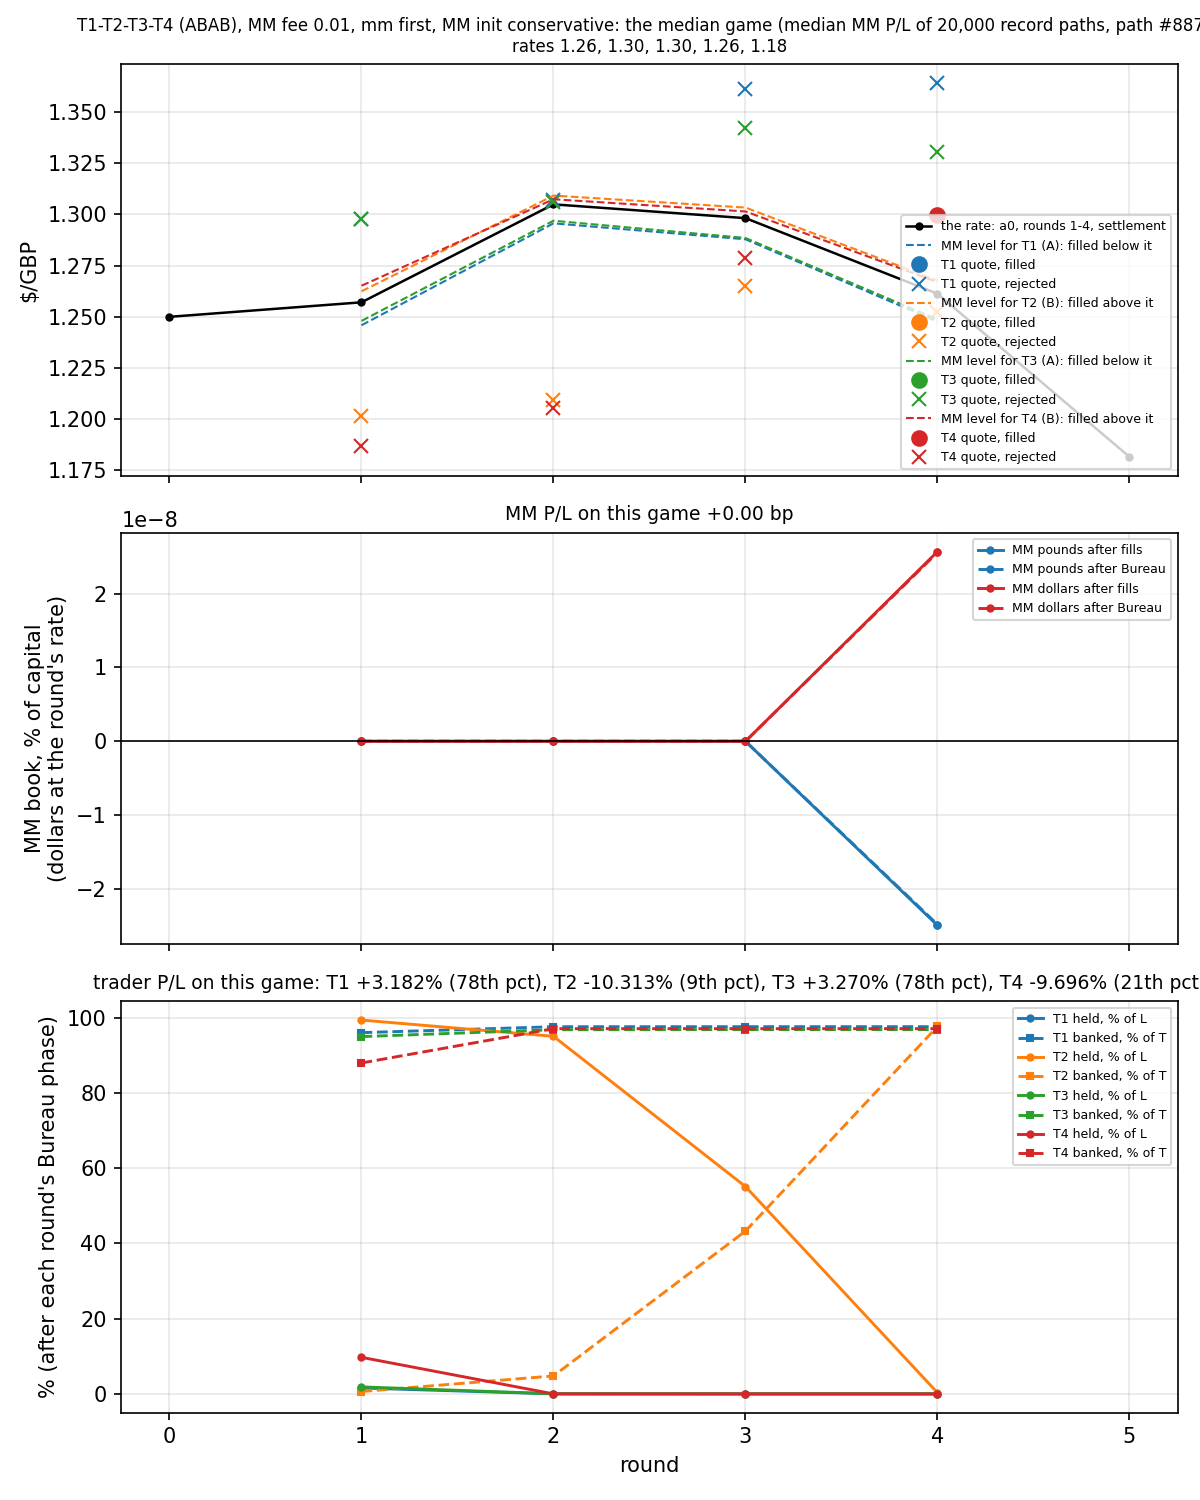 T1-T2-T3-T4 (ABAB), MM fee 0.01, mm first, MM init conservative: the median game (median MM P/L of 20,000 record paths, path #887
rates 1.26, 1.30, 1.30, 1.26, 1.18
$/GBP
1.350
1.325
1.300
1.275
1.250
1.225
1.200
1.175
the rate: a0, rounds 1-4, settlement
MM level for T1 (A): filled below it
T1 quote, filled
T1 quote, rejected
MM level for T2 (B): filled above it
T2 quote, filled
T2 quote, rejected
MM level for T3 (A): filled below it
T3 quote, filled
T3 quote, rejected
MM level for T4 (B): filled above it
T4 quote, filled
T4 quote, rejected
MM P/L on this game +0.00 bp
1e−8
MM book, % of capital
(dollars at the round's rate)
2
1
0
−1
−2
MM pounds after fills
MM pounds after Bureau
MM dollars after fills
MM dollars after Bureau
trader P/L on this game: T1 +3.182% (78th pct), T2 -10.313% (9th pct), T3 +3.270% (78th pct), T4 -9.696% (21th pct
% (after each round's Bureau phase)
100
80
60
40
20
0
T1 held, % of L
T1 banked, % of T
T2 held, % of L
T2 banked, % of T
T3 held, % of L
T3 banked, % of T
T4 held, % of L
T4 banked, % of T
0 1 2 3 4 5
round